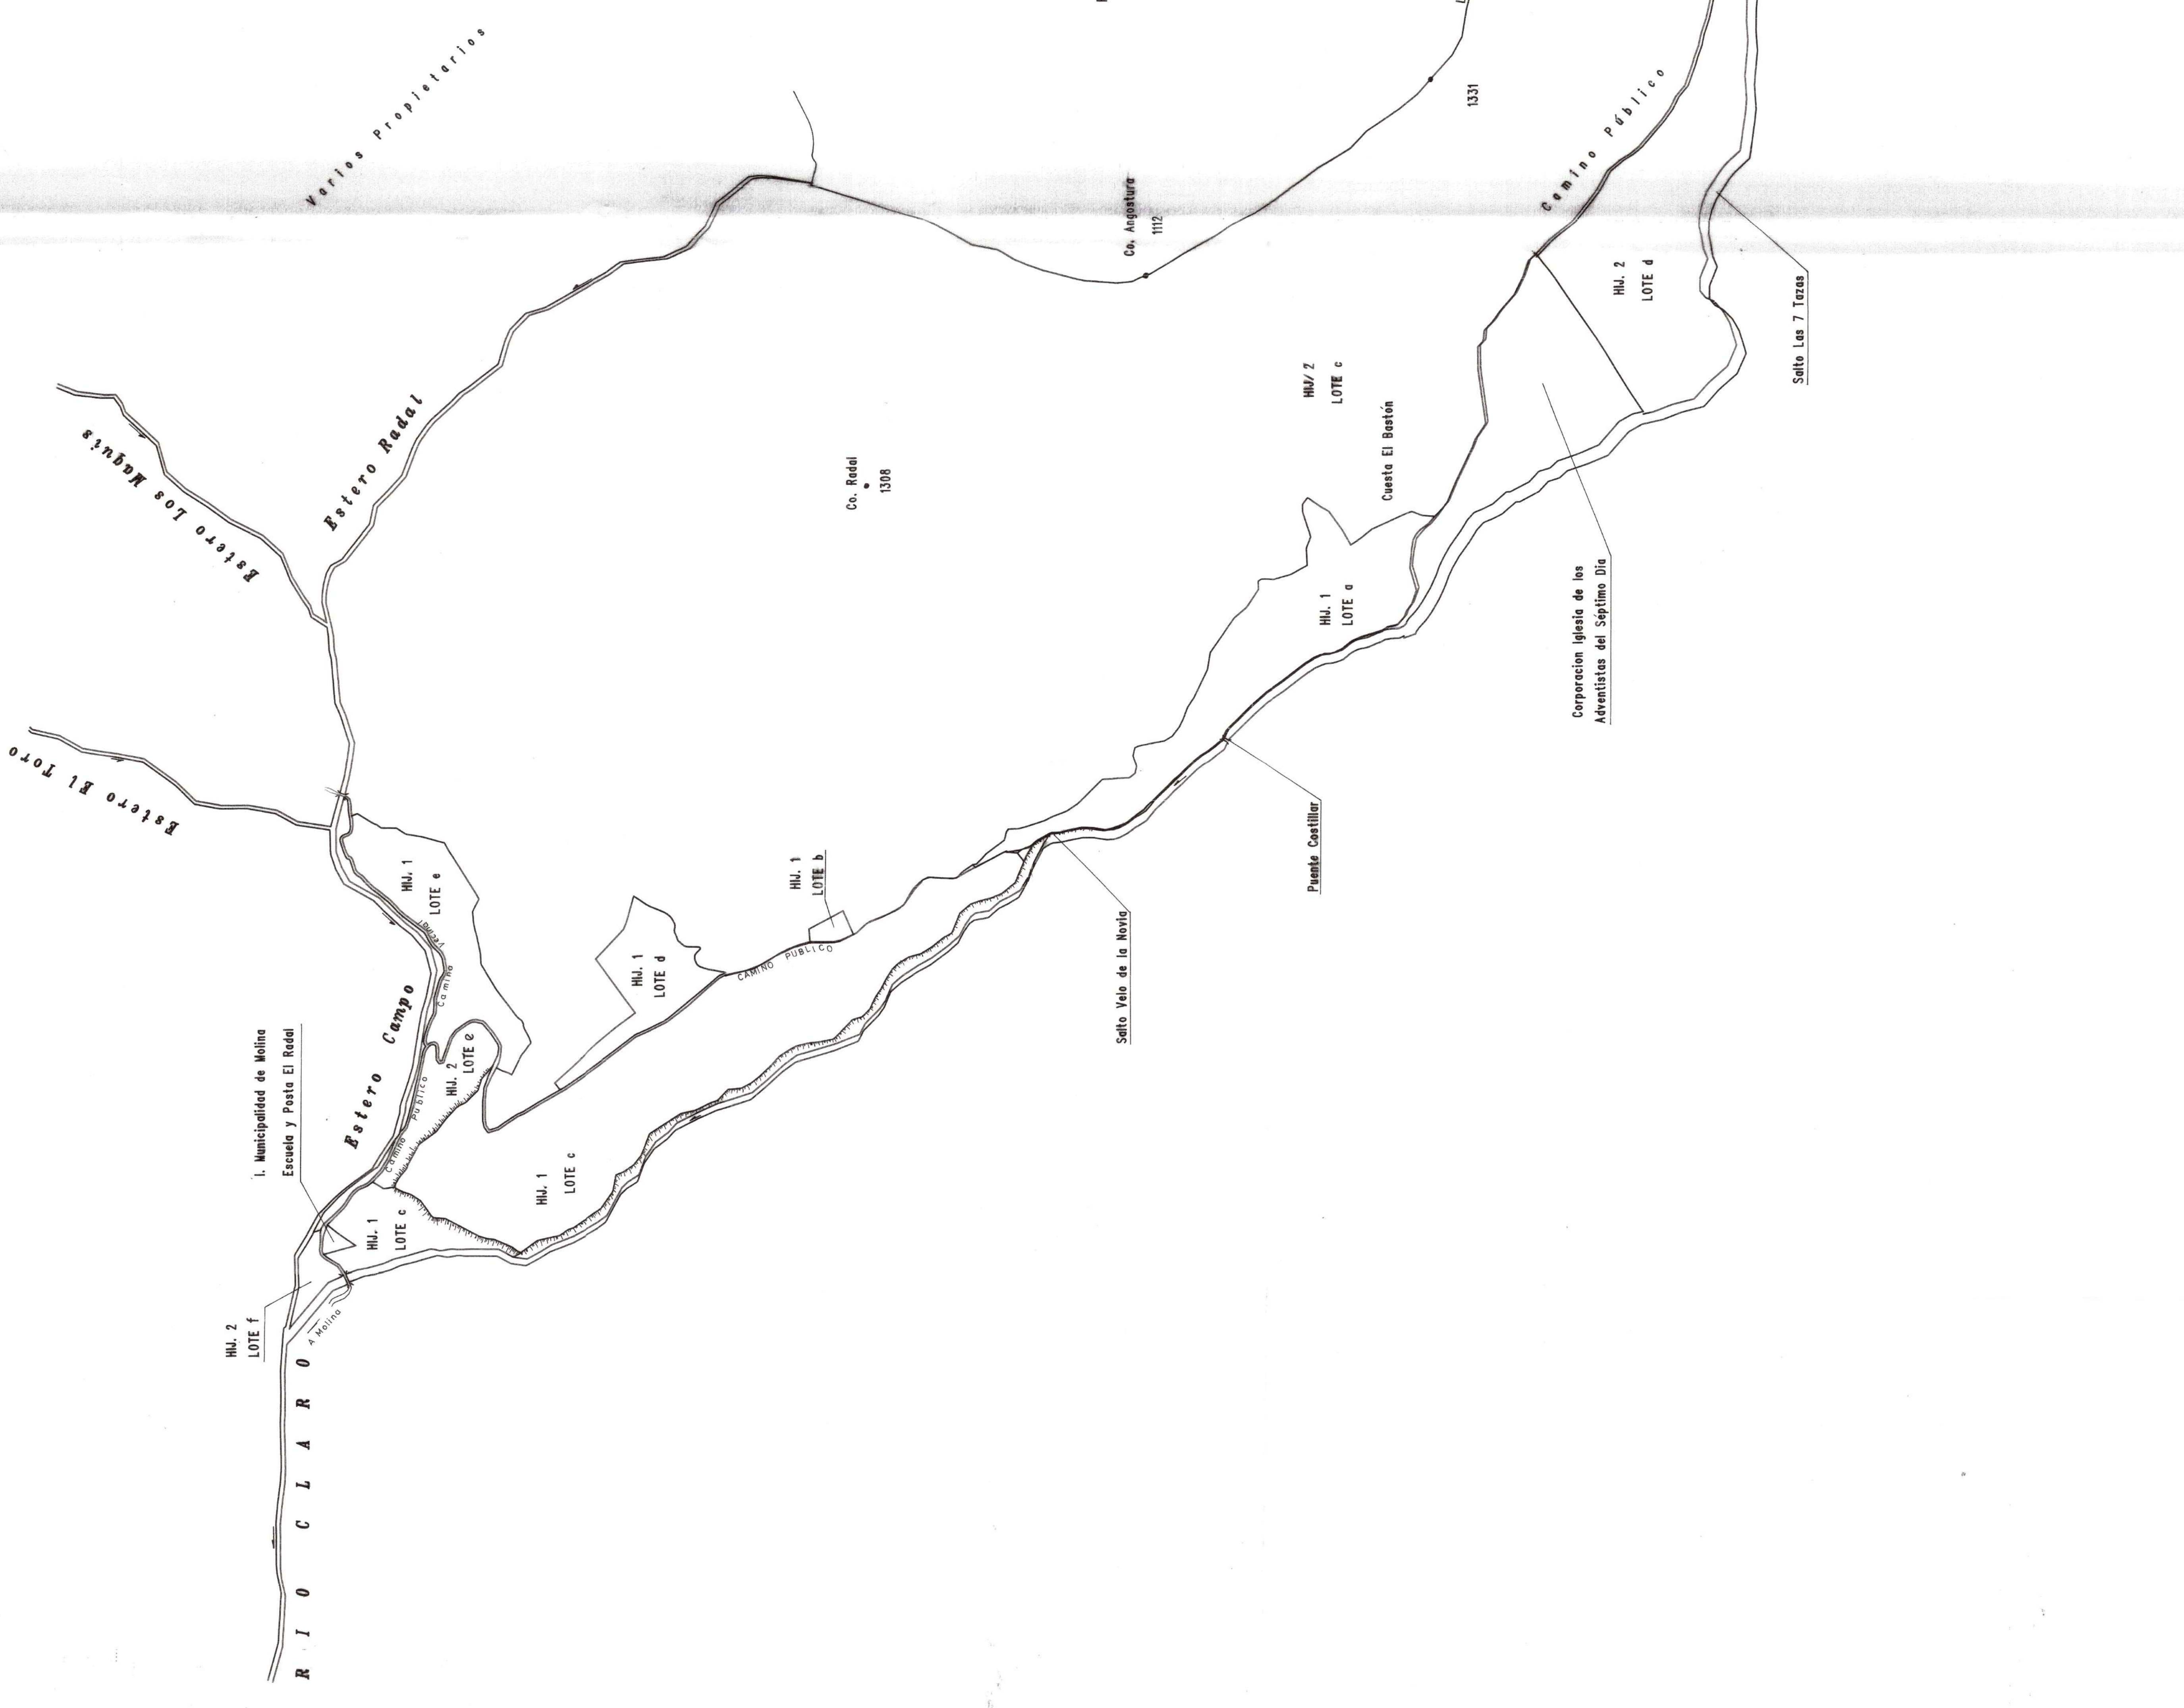 Varios Propietarios
Estero Los Maquis
Estero Radal
Estero El Toro
Estero Campo
I. Municipalidad de Molina
Escuela y Posta El Radal
HIJ. 2
LOTE f
RIO CLARO
A Molina
HIJ. 1
LOTE c
HIJ. 1
LOTE c
HIJ. 2
LOTE e
Camino Público
Camino Vecinal
HIJ. 1
LOTE e
HIJ. 1
LOTE d
CAMINO PUBLICO
HIJ. 1
LOTE b
Co. Radal
1308
Co. Angostura
1112
1331
Camino Público
HIJ/ 2
LOTE c
Cuesta El Bastón
HIJ. 1
LOTE a
HIJ. 2
LOTE d
Salto Las 7 Tazas
Corporacion Iglesia de los
Adventistas del Séptimo Dia
Puente Costillar
Salto Velo de la Novia